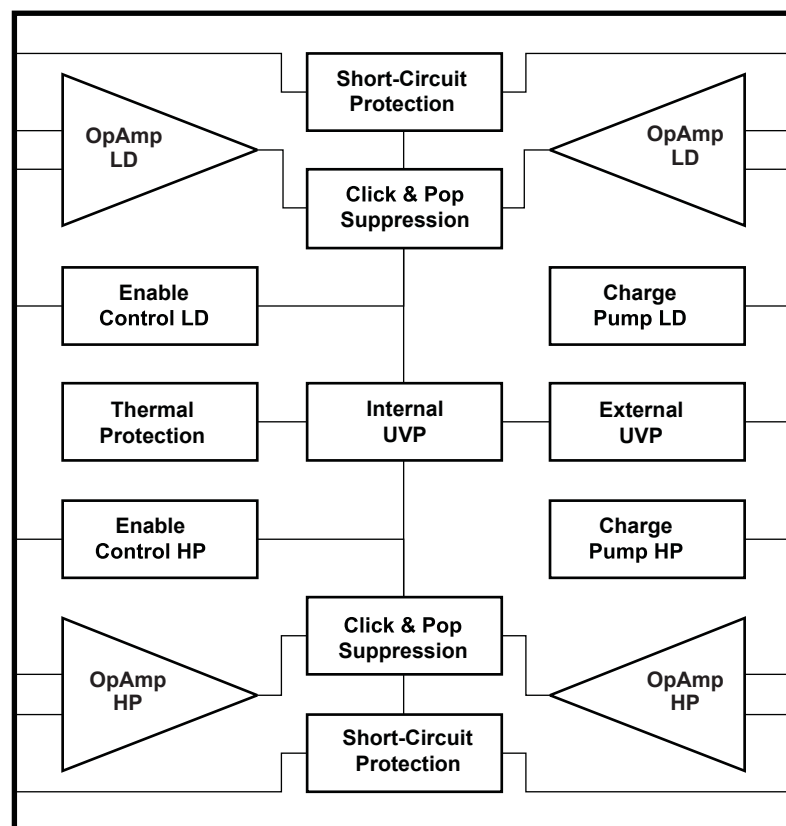 Short-Circuit
Protection
OpAmp
LD
OpAmp
LD
Click & Pop
Suppression
Enable
Control LD
Charge
Pump LD
Thermal
Protection
Internal
UVP
External
UVP
Enable
Control HP
Charge
Pump HP
Click & Pop
Suppression
OpAmp
HP
OpAmp
HP
Short-Circuit
Protection